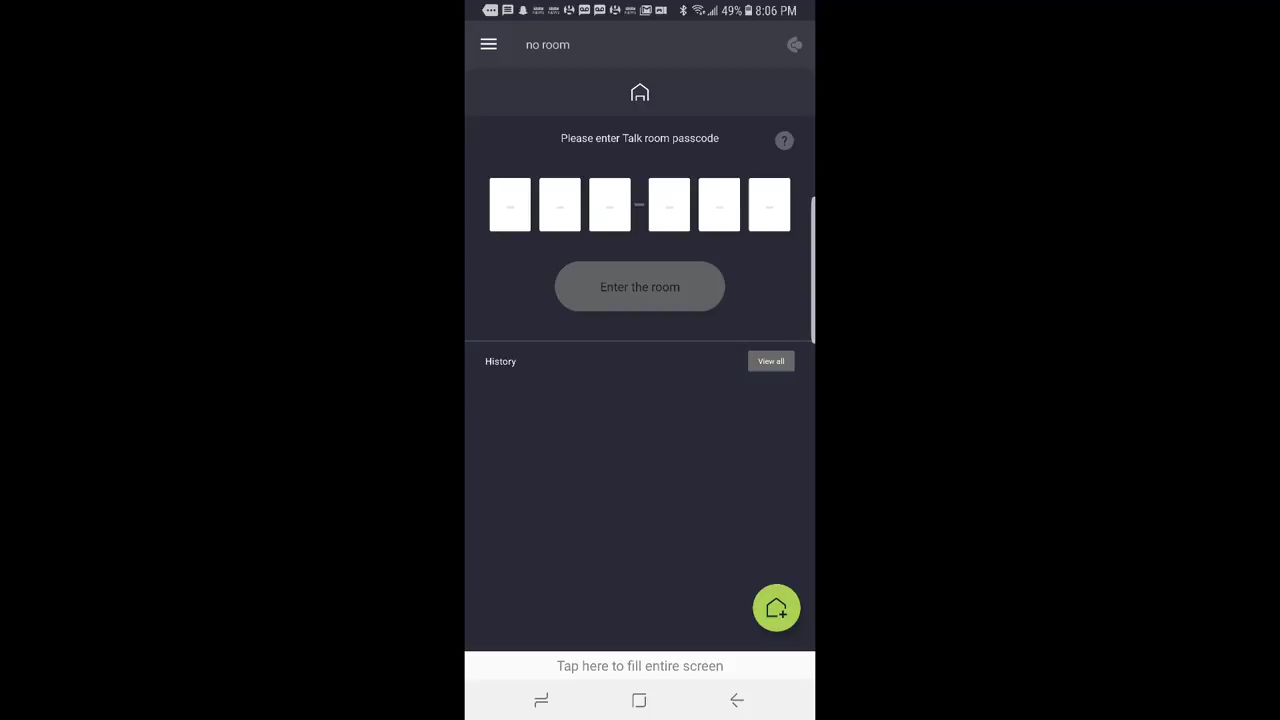 49% 8:06 PM
no room
Please enter Talk room passcode
?
- - - - - - -
Enter the room
History
View all
Tap here to fill entire screen